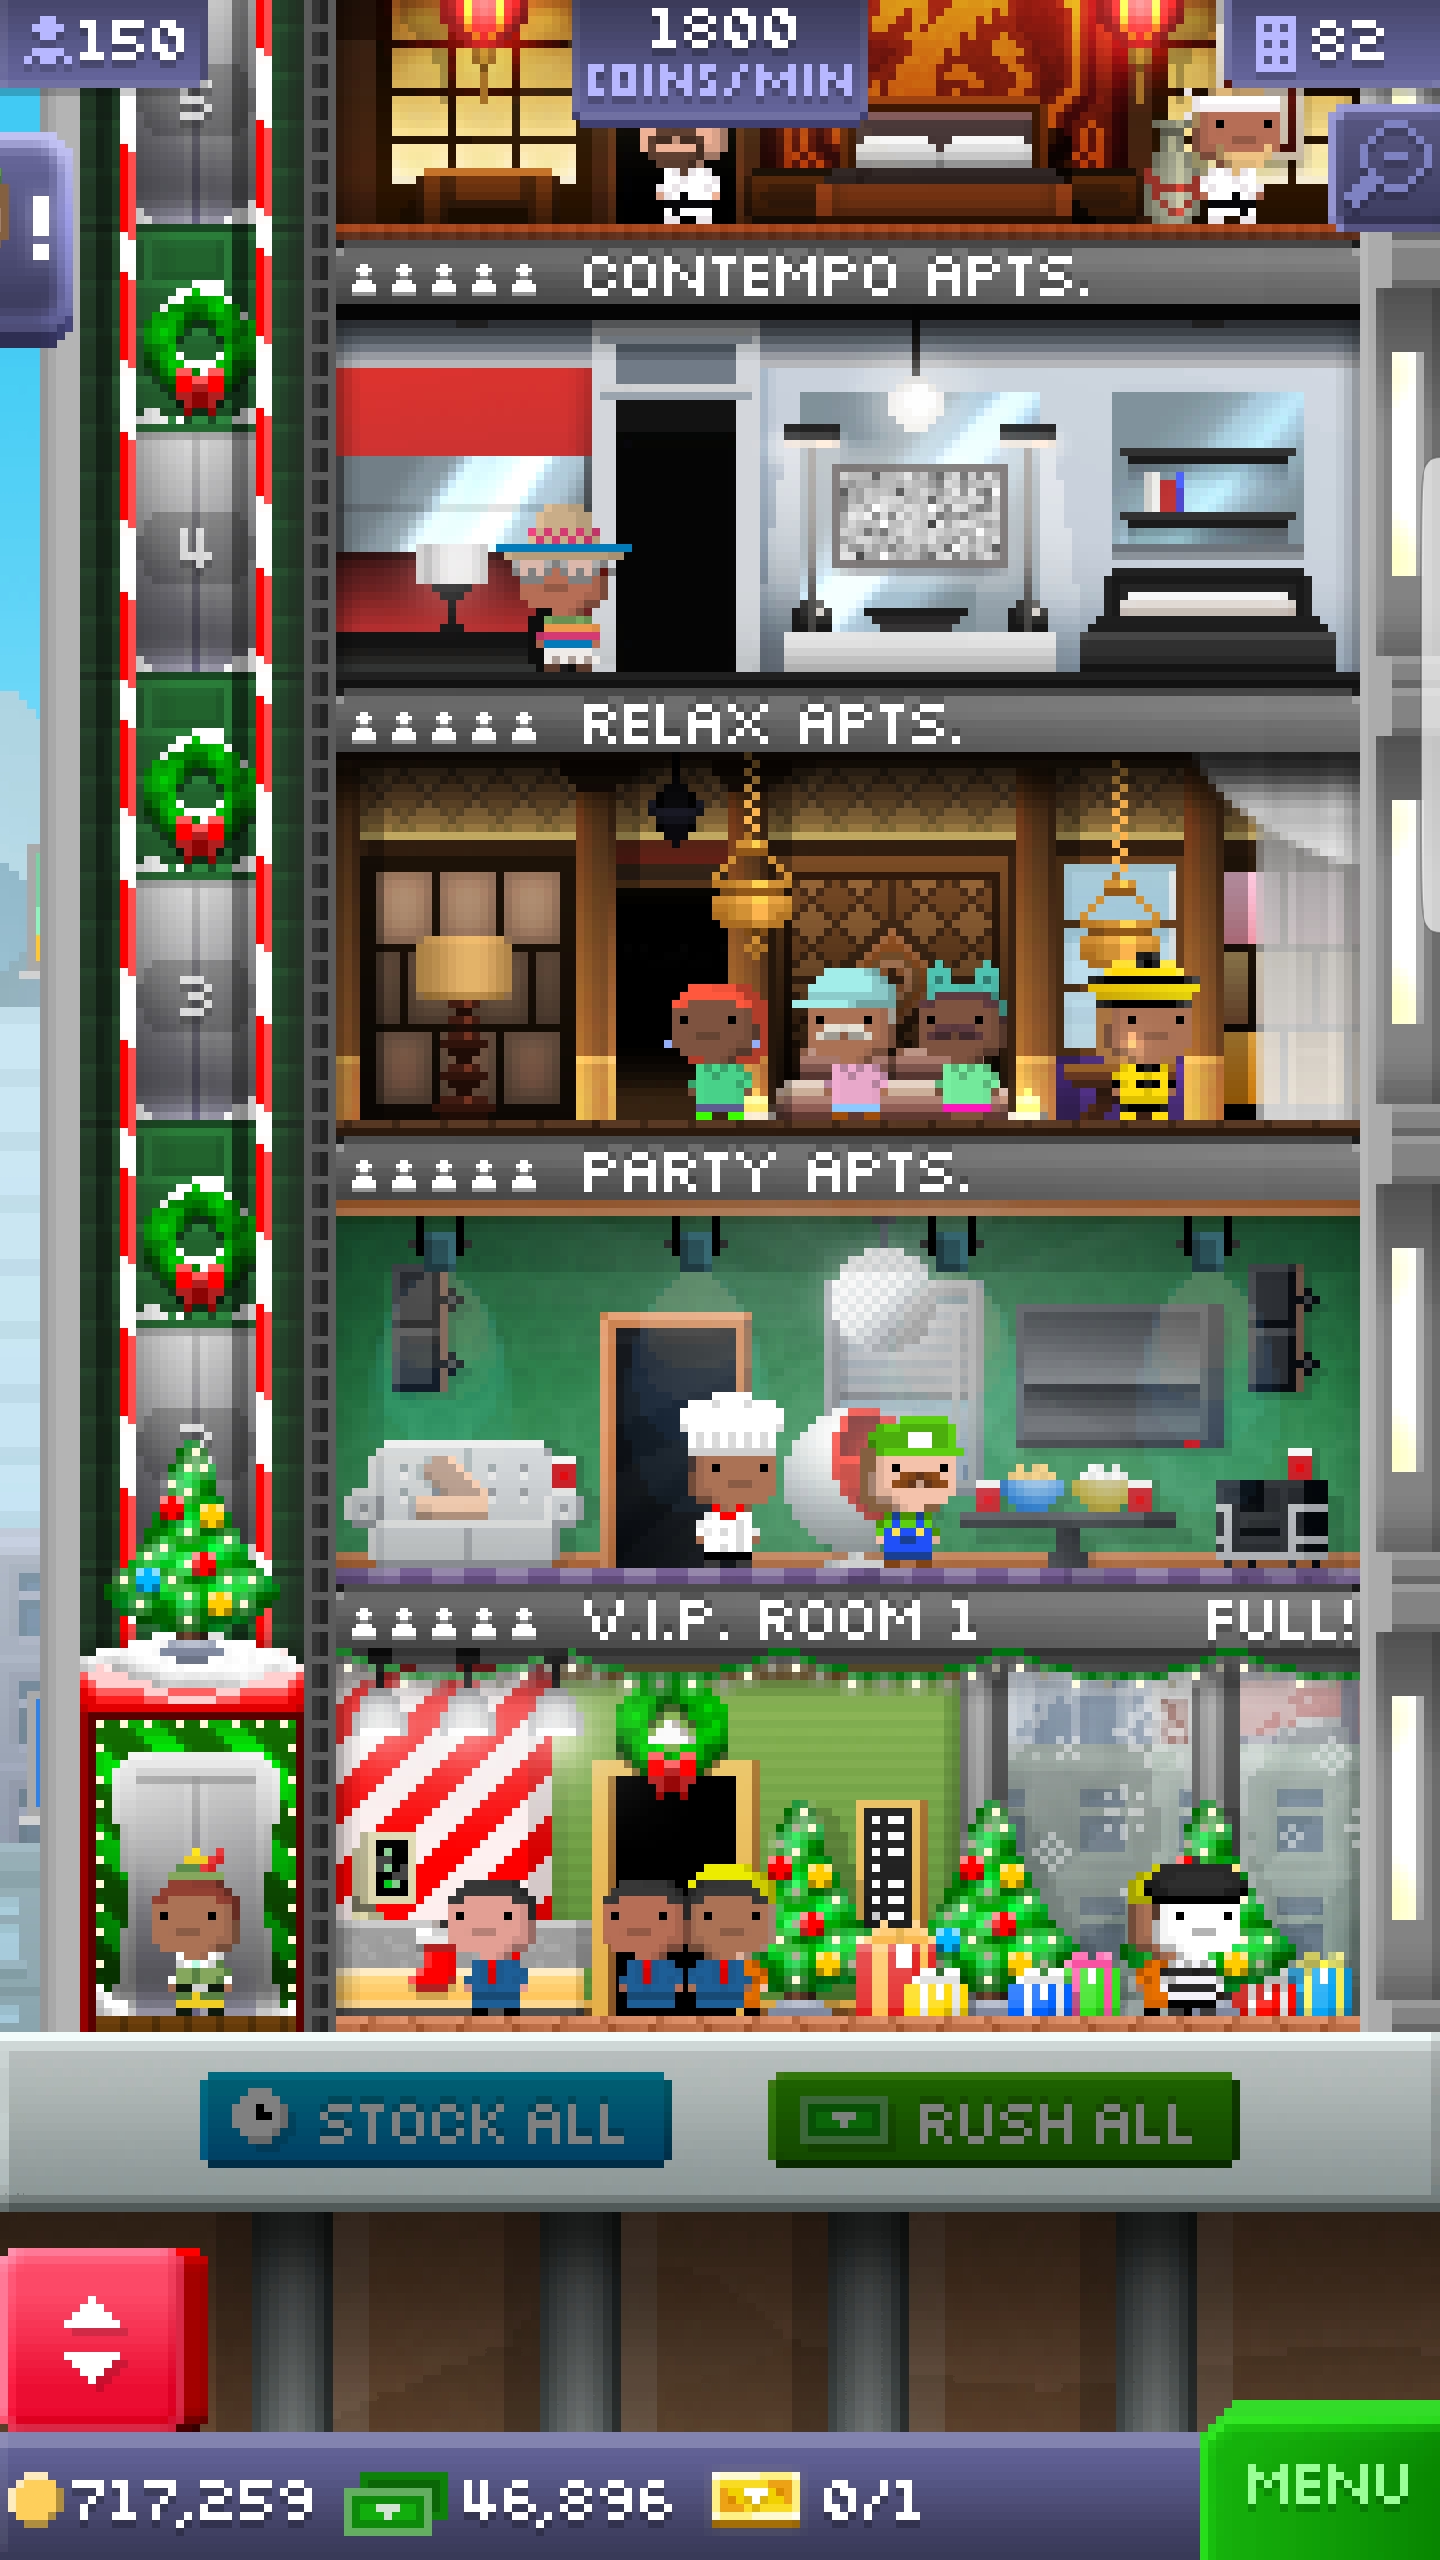 150
1800
COINS/MIN
82
5
!
CONTEMPO APTS.
4
RELAX APTS.
3
PARTY APTS.
V.I.P. ROOM 1 FULL!
STOCK ALL
RUSH ALL
717,259
46,896
0/1
MENU